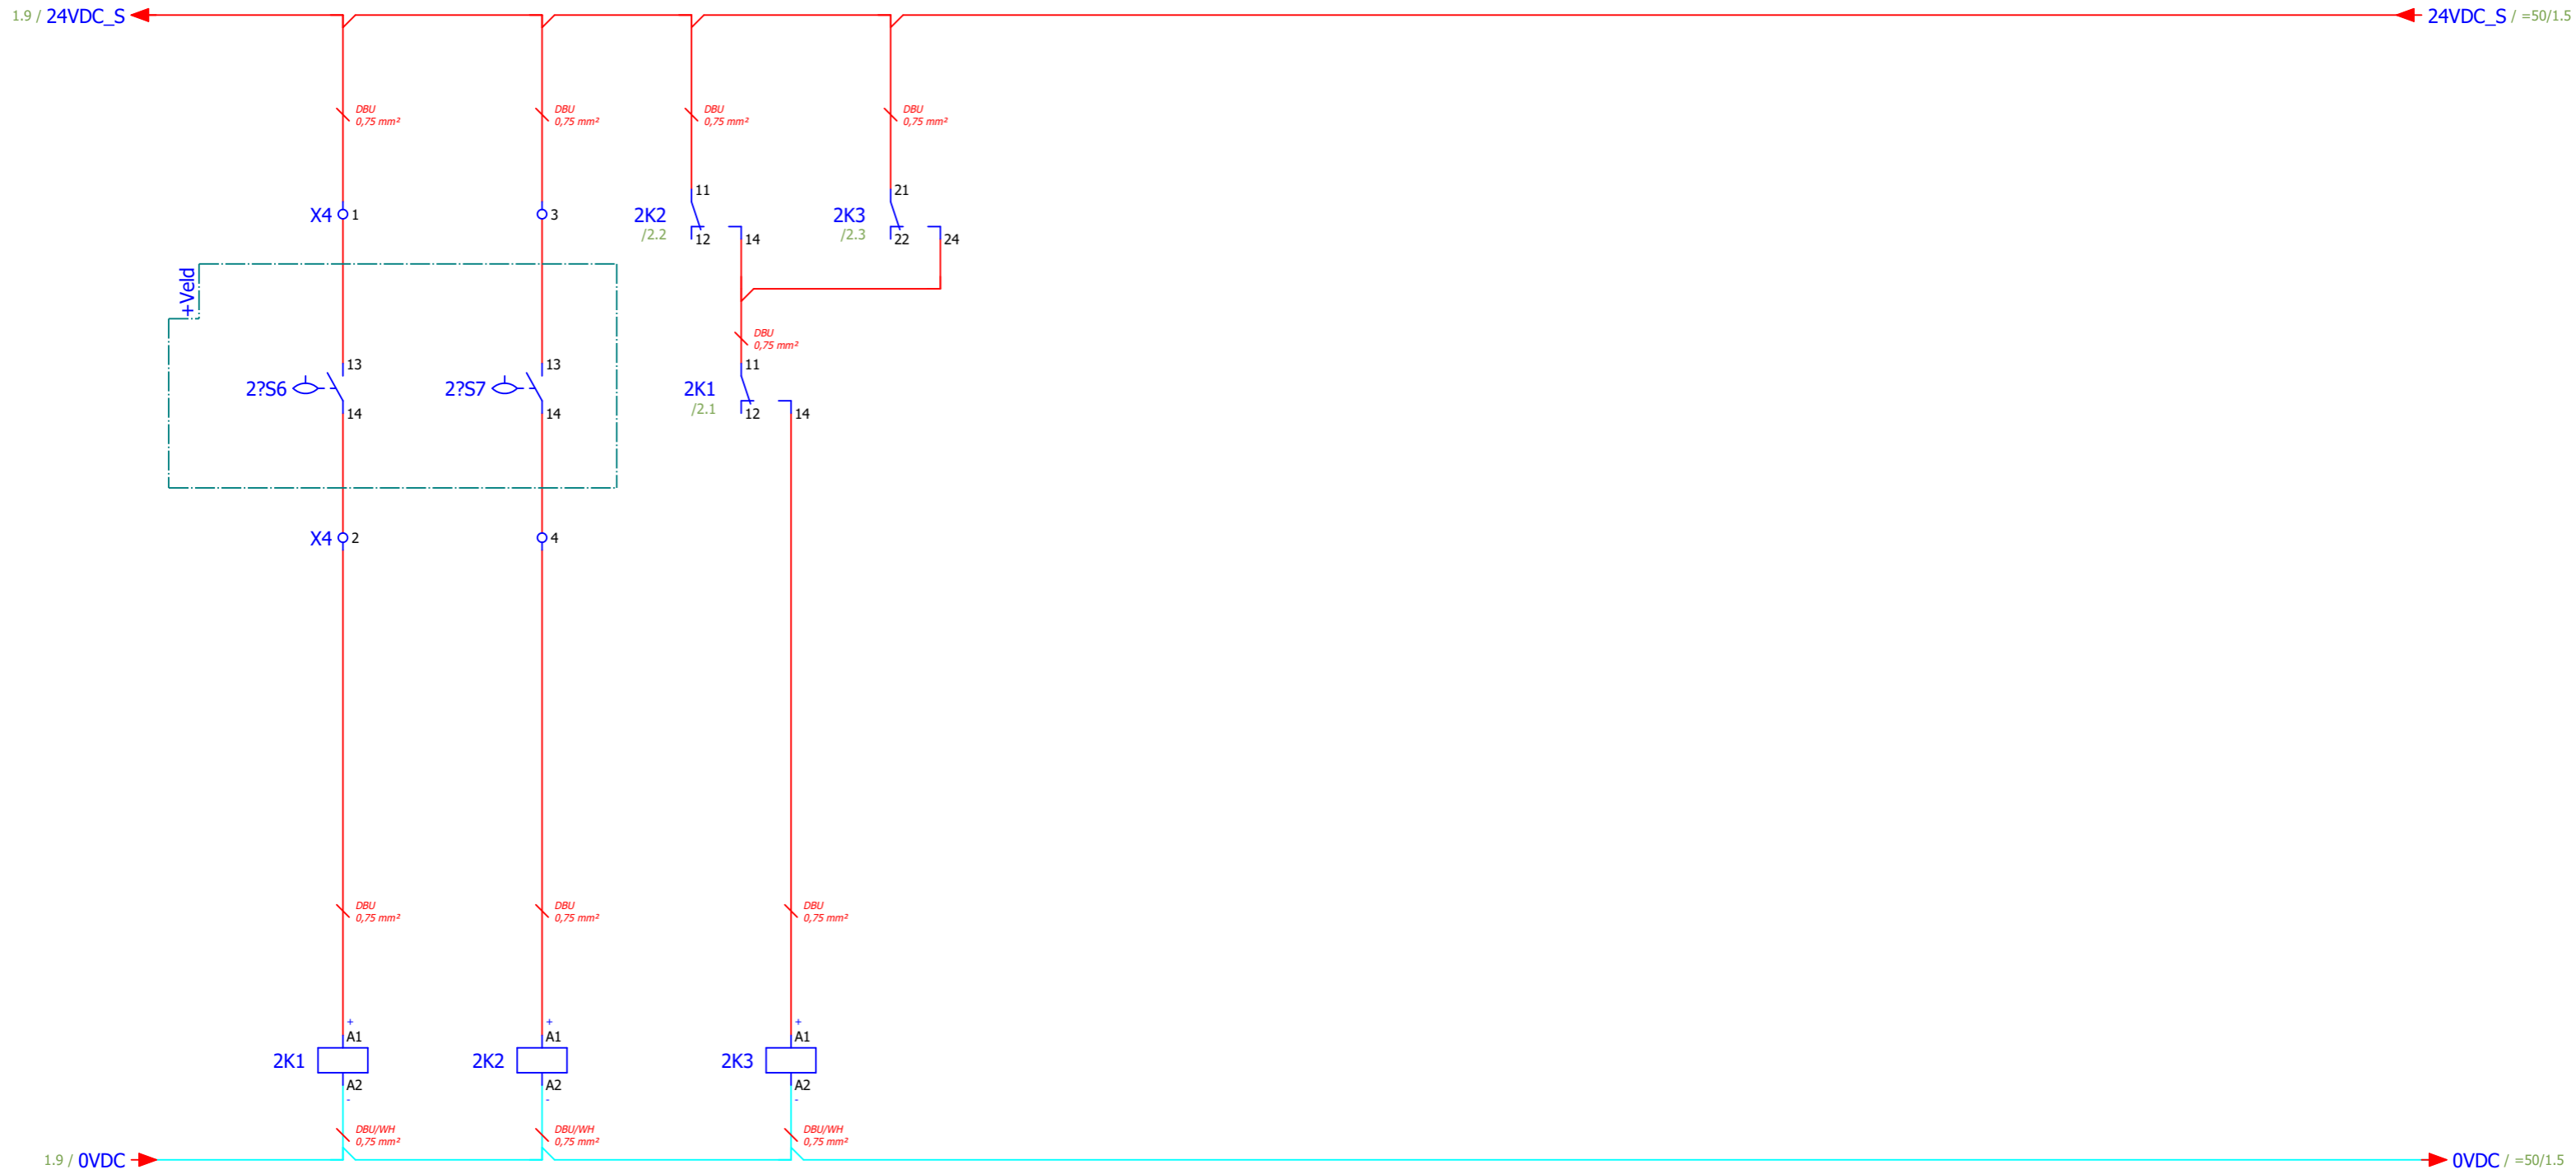 1.9 / 24VDC_S
24VDC_S / =50/1.5
DBU
0,75 mm²
DBU
0,75 mm²
DBU
0,75 mm²
DBU
0,75 mm²
X4 1
3
2K2
/2.2
11
12
14
2K3
/2.3
21
22
24
+Veld
DBU
0,75 mm²
2?S6
13
14
2?S7
13
14
2K1
/2.1
11
12
14
X4 2
4
DBU
0,75 mm²
DBU
0,75 mm²
DBU
0,75 mm²
2K1
+
A1
A2
-
2K2
+
A1
A2
-
2K3
+
A1
A2
-
DBU/WH
0,75 mm²
DBU/WH
0,75 mm²
DBU/WH
0,75 mm²
1.9 / 0VDC
0VDC / =50/1.5